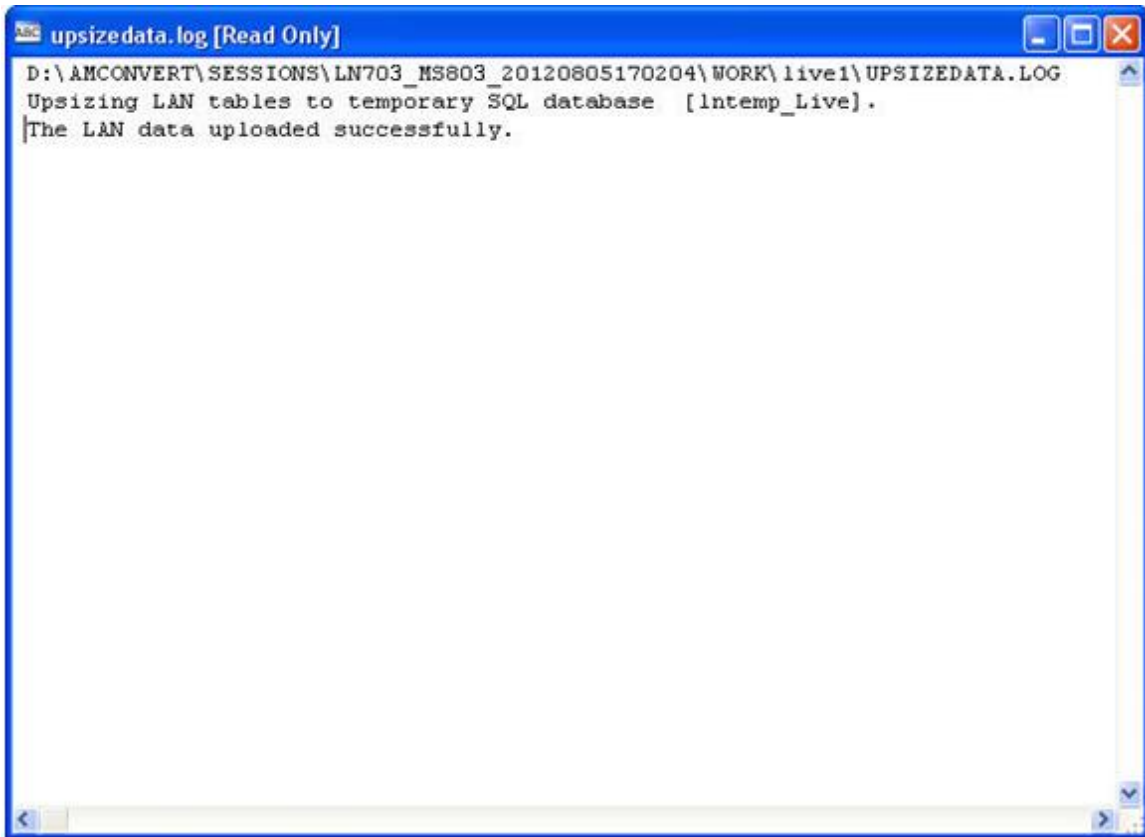 ABC upsizedata.log [Read Only]
D:\AMCONVERT\SESSIONS\LN703_MS803_20120805170204\WORK\live1\UPSIZEDATA.LOG
Upsizing LAN tables to temporary SQL database  [lntemp_Live].
The LAN data uploaded successfully.